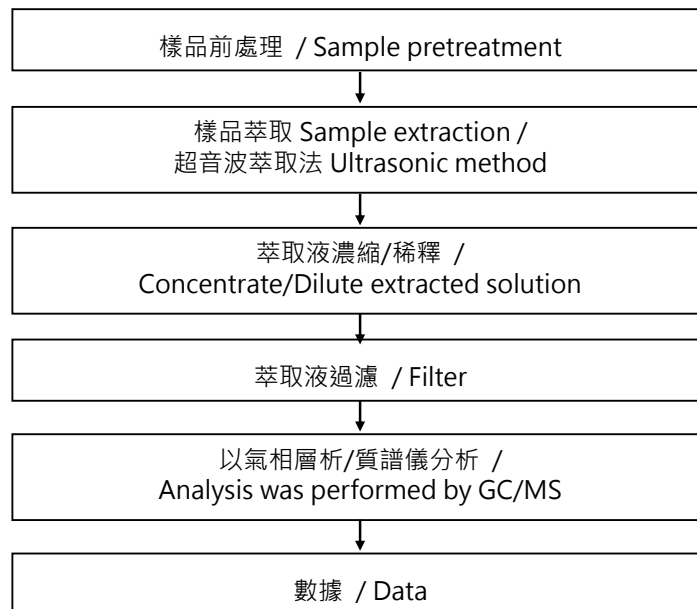 樣品前處理 / Sample pretreatment
樣品萃取 Sample extraction /
超音波萃取法 Ultrasonic method
萃取液濃縮/稀釋 /
Concentrate/Dilute extracted solution
萃取液過濾 / Filter
以氣相層析/質譜儀分析 /
Analysis was performed by GC/MS
數據 / Data